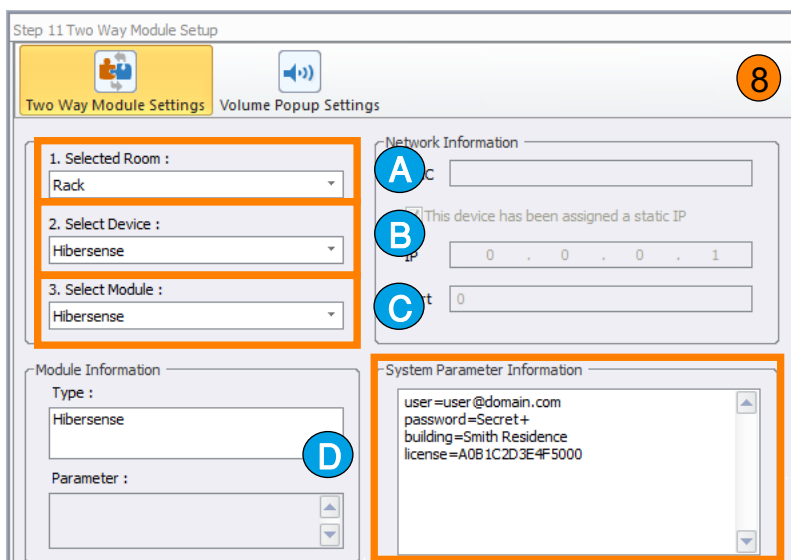 Step 11 Two Way Module Setup
Two Way Module Settings
Volume Popup Settings
8
1. Selected Room :
Rack
2. Select Device :
Hibersense
3. Select Module :
Hibersense
Network Information
A
C
This device has been assigned a static IP
B
IP
0 . 0 . 0 . 1
C
rt
0
Module Information
Type :
Hibersense
D
Parameter :
System Parameter Information
user=user@domain.com
password=Secret+
building=Smith Residence
license=A0B1C2D3E4F5000